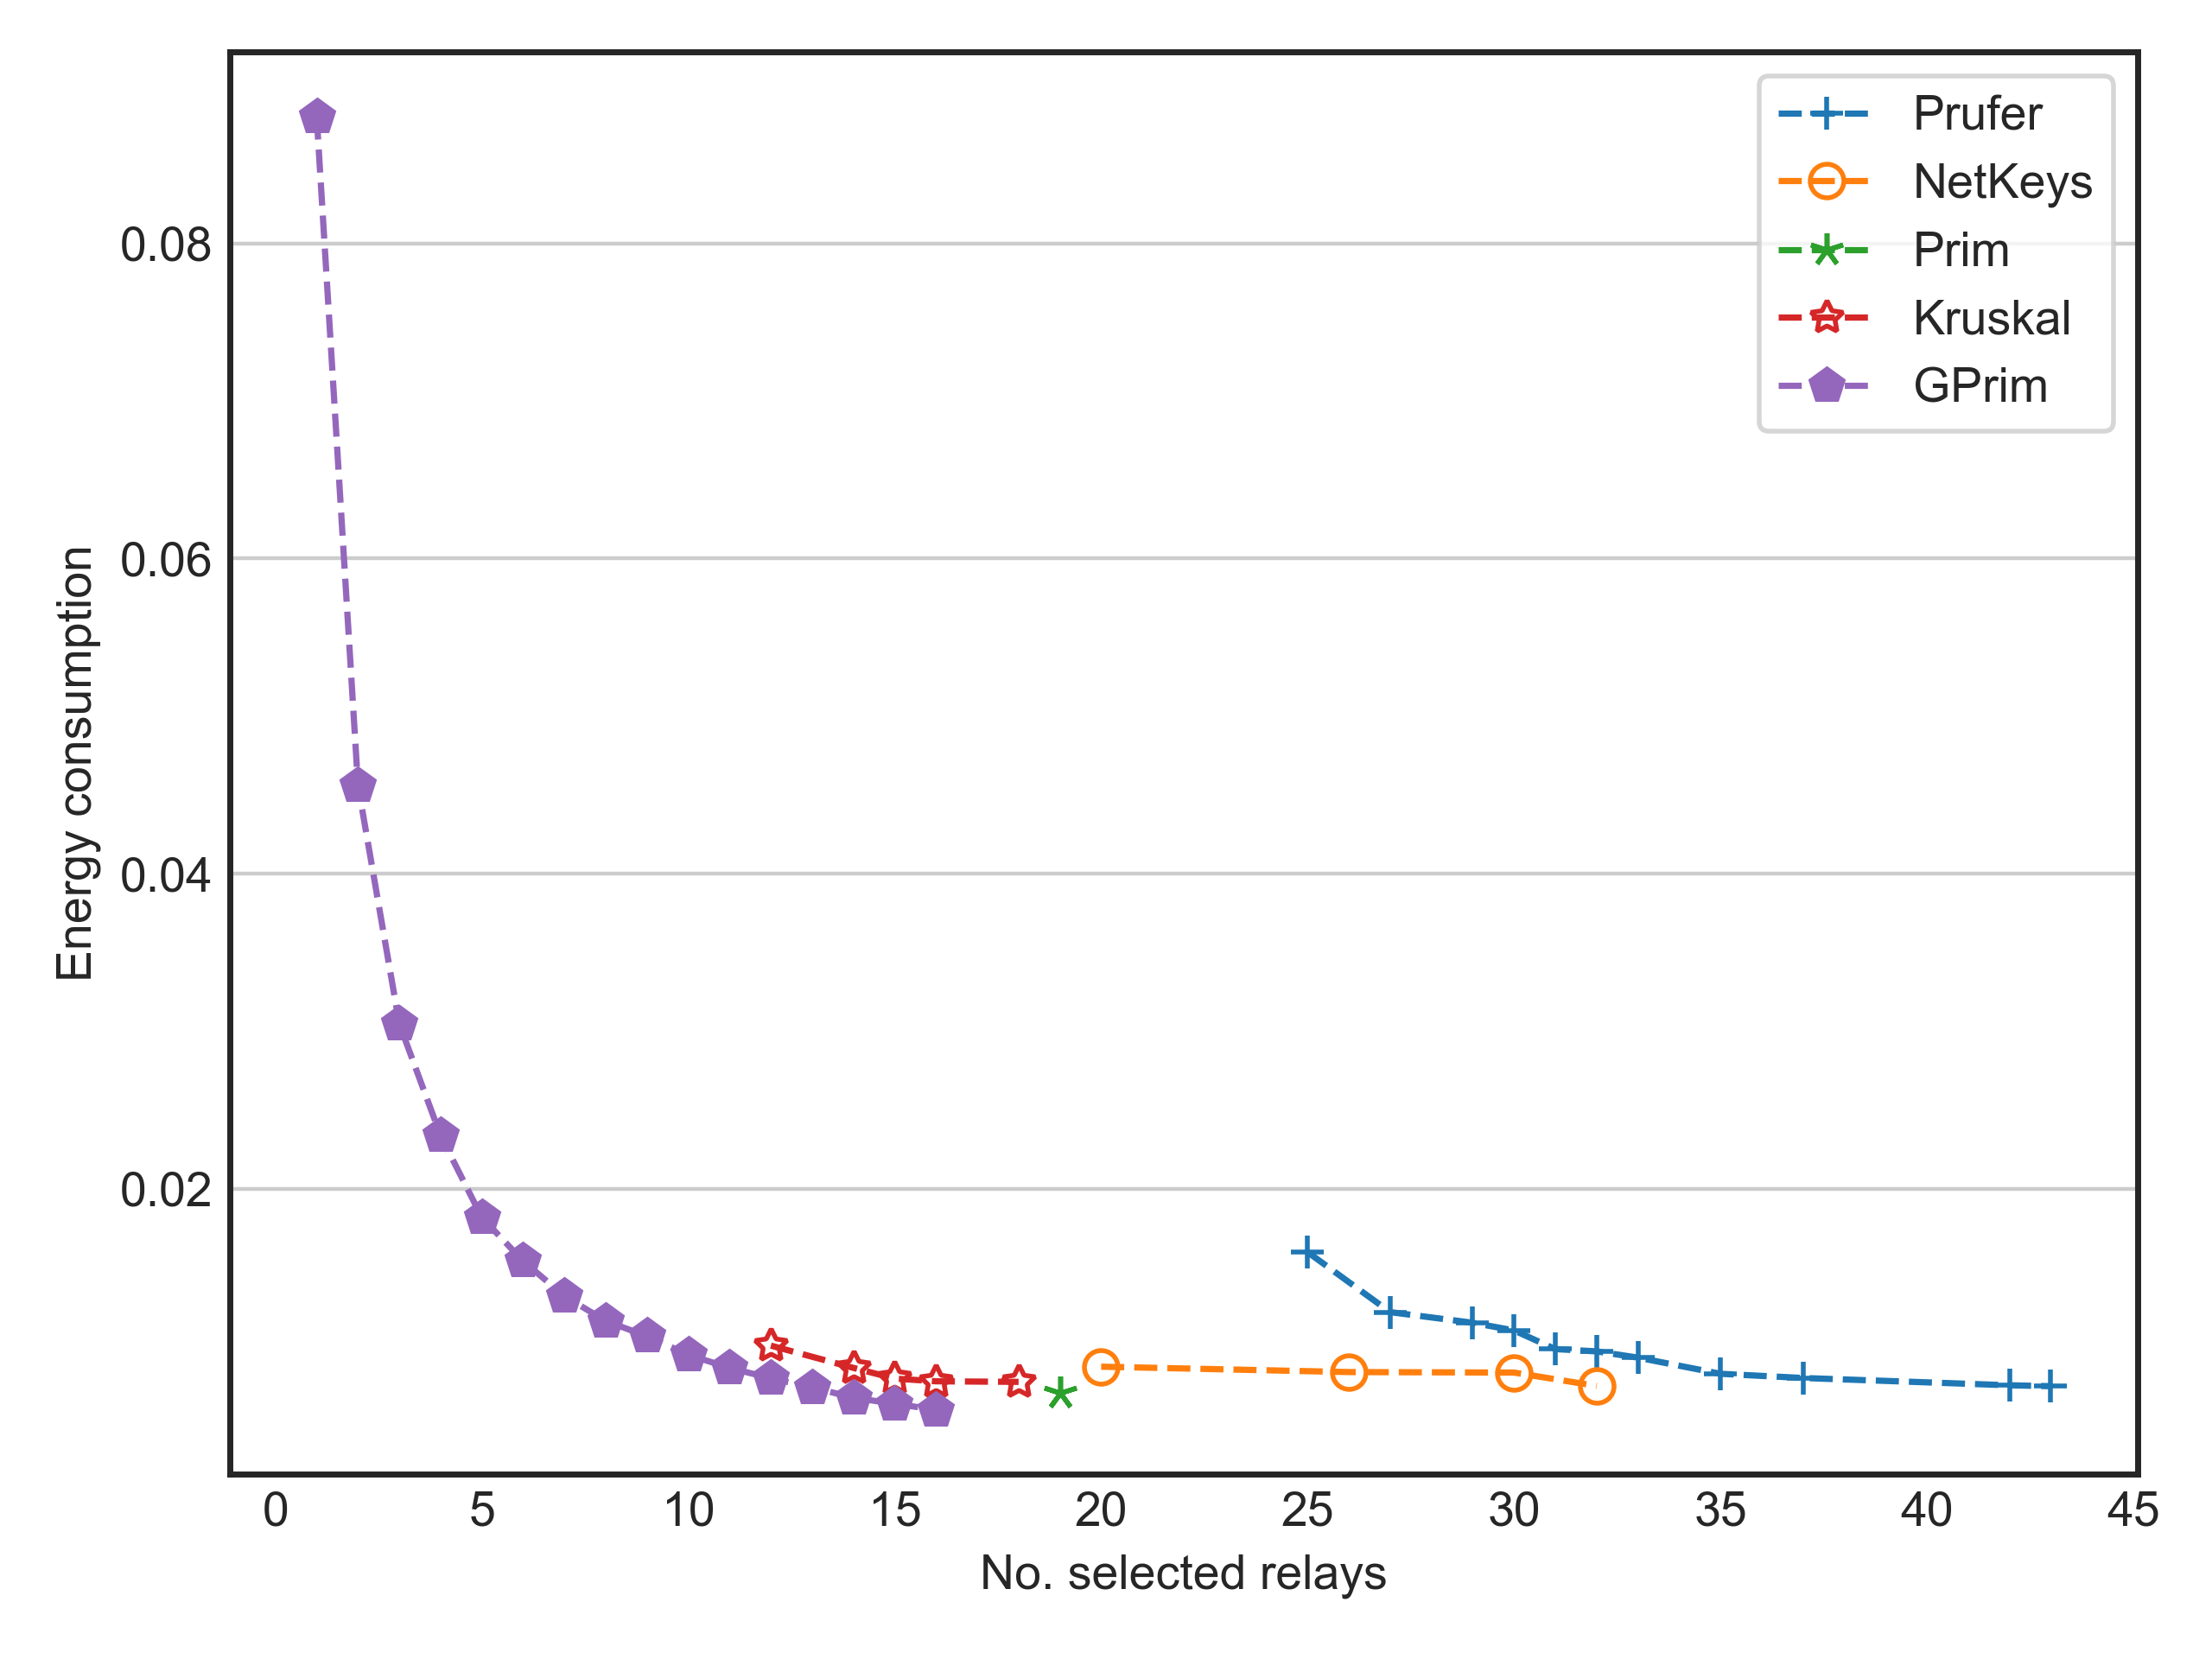 Prufer
NetKeys
Prim
Kruskal
GPrim
0.08
0.06
0.04
0.02
Energy consumption
0 5 10 15 20 25 30 35 40 45
No. selected relays